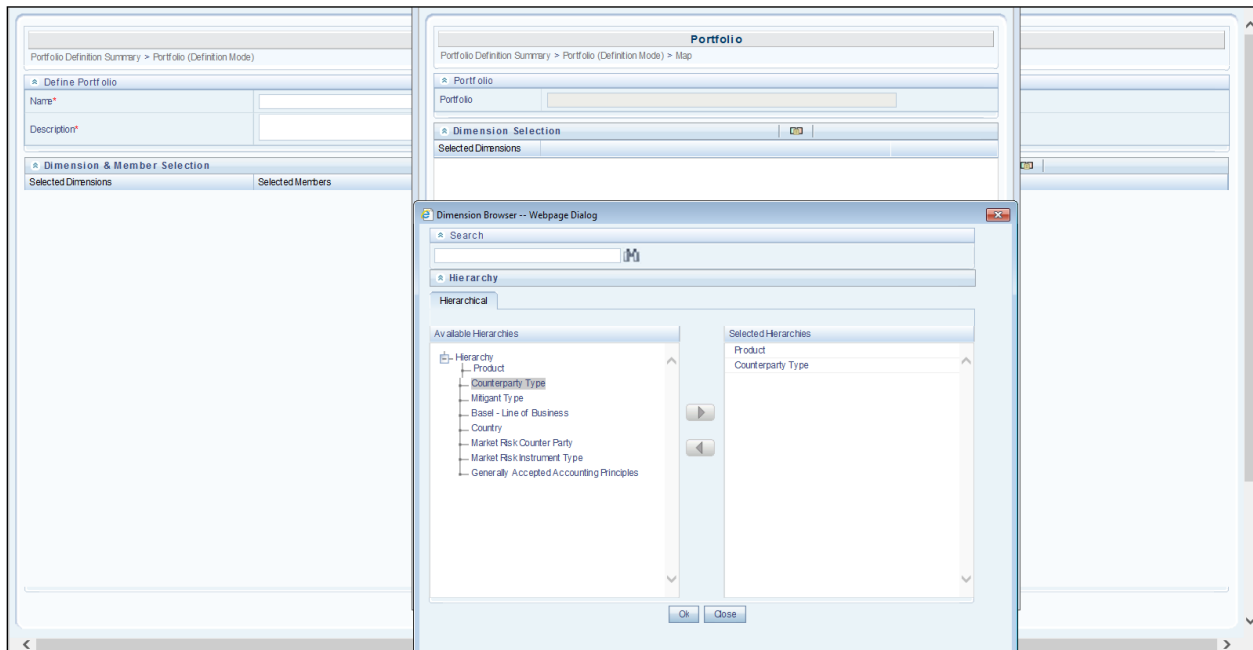 Portfolio Definition Summary > Portfolio (Definition Mode)
Define Portfolio
Name*
Description*
Dimension & Member Selection
Selected Dimensions Selected Members
Portfolio
Portfolio Definition Summary > Portfolio (Definition Mode) > Map
Portfolio
Portfolio
Dimension Selection
Selected Dimensions
Dimension Browser -- Webpage Dialog
Search
Hierarchy
Hierarchical
Available Hierarchies
Hierarchy
Product
Counterparty Type
Mitigant Type
Basel - Line of Business
Country
Market Risk Counter Party
Market Risk Instrument Type
Generally Accepted Accounting Principles
Selected Hierarchies
Product
Counterparty Type
Ok Close